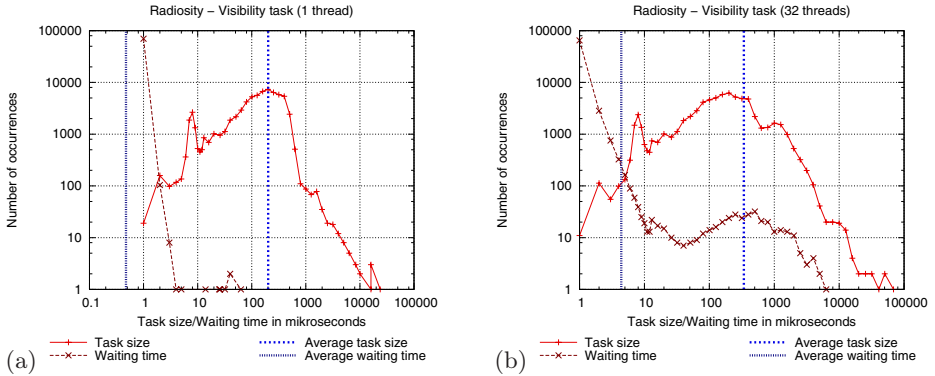 Radiosity – Visibility task (1 thread)
Number of occurrences
100000
10000
1000
100
10
1
0.1
1
10
100
1000
10000
100000
Task size/Waiting time in mikroseconds
(a)
Task size
Waiting time
Average task size
Average waiting time
Radiosity – Visibility task (32 threads)
Number of occurrences
100000
10000
1000
100
10
1
1
10
100
1000
10000
100000
Task size/Waiting time in mikroseconds
(b)
Task size
Waiting time
Average task size
Average waiting time